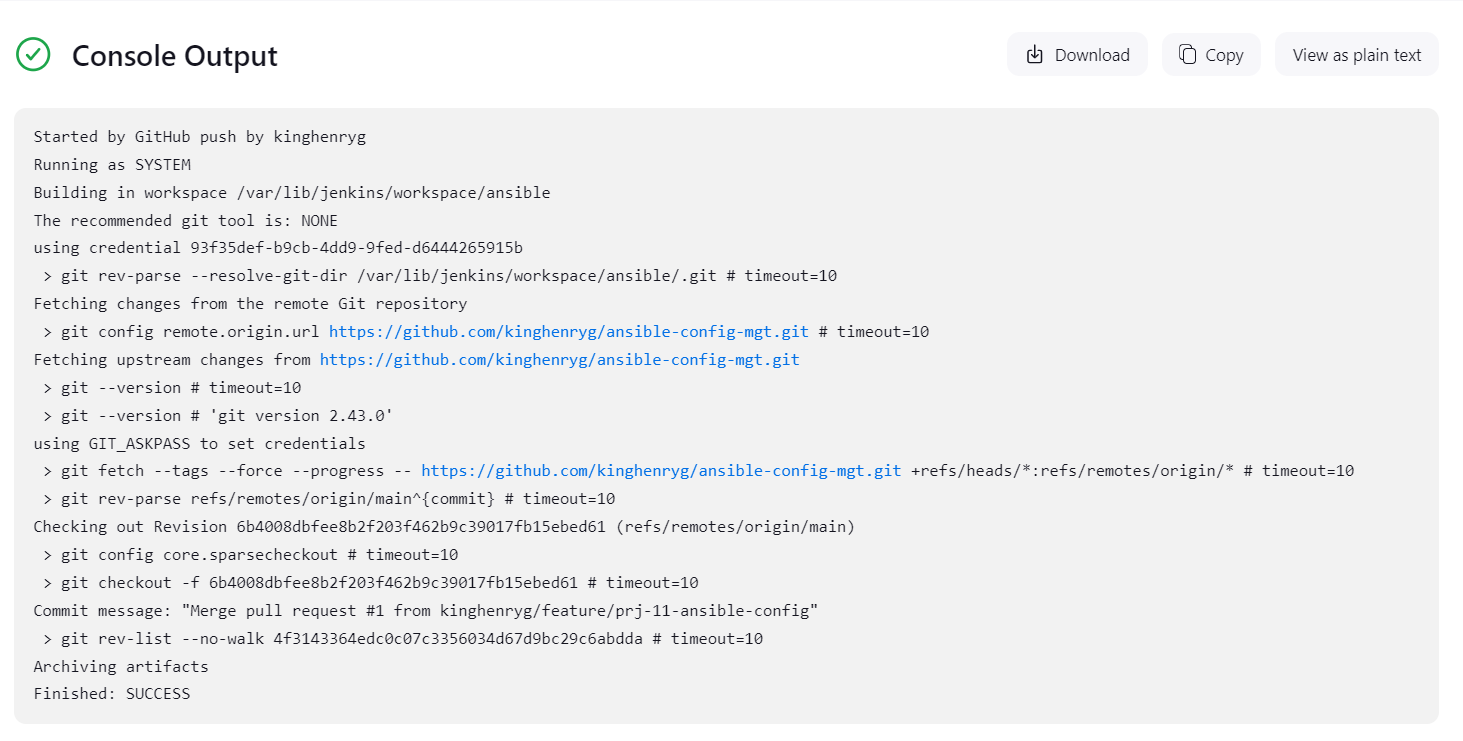 Console Output
Download
Copy
View as plain text
Started by GitHub push by kinghenryg
Running as SYSTEM
Building in workspace /var/lib/jenkins/workspace/ansible
The recommended git tool is: NONE
using credential 93f35def-b9cb-4dd9-9fed-d6444265915b
 > git rev-parse --resolve-git-dir /var/lib/jenkins/workspace/ansible/.git # timeout=10
Fetching changes from the remote Git repository
 > git config remote.origin.url https://github.com/kinghenryg/ansible-config-mgt.git # timeout=10
Fetching upstream changes from https://github.com/kinghenryg/ansible-config-mgt.git
 > git --version # timeout=10
 > git --version # 'git version 2.43.0'
using GIT_ASKPASS to set credentials
 > git fetch --tags --force --progress -- https://github.com/kinghenryg/ansible-config-mgt.git +refs/heads/*:refs/remotes/origin/* # timeout=10
 > git rev-parse refs/remotes/origin/main^{commit} # timeout=10
Checking out Revision 6b4008dbfee8b2f203f462b9c39017fb15ebed61 (refs/remotes/origin/main)
 > git config core.sparsecheckout # timeout=10
 > git checkout -f 6b4008dbfee8b2f203f462b9c39017fb15ebed61 # timeout=10
Commit message: "Merge pull request #1 from kinghenryg/feature/prj-11-ansible-config"
 > git rev-list --no-walk 4f3143364edc0c07c3356034d67d9bc29c6abdda # timeout=10
Archiving artifacts
Finished: SUCCESS